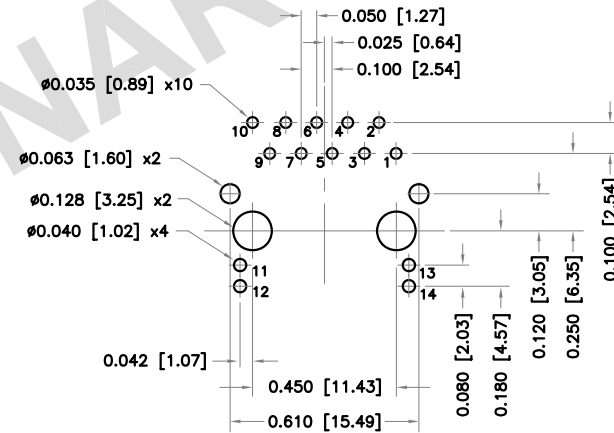 NAR
0.050 [1.27]
0.025 [0.64]
0.100 [2.54]
ø0.035 [0.89] x10
10 8 6 4 2
9 7 5 3 1
ø0.063 [1.60] x2
ø0.128 [3.25] x2
ø0.040 [1.02] x4
11 13
12 14
0.042 [1.07]
0.450 [11.43]
0.610 [15.49]
0.080 [2.03]
0.180 [4.57]
0.120 [3.05]
0.250 [6.35]
0.100 [2.54]